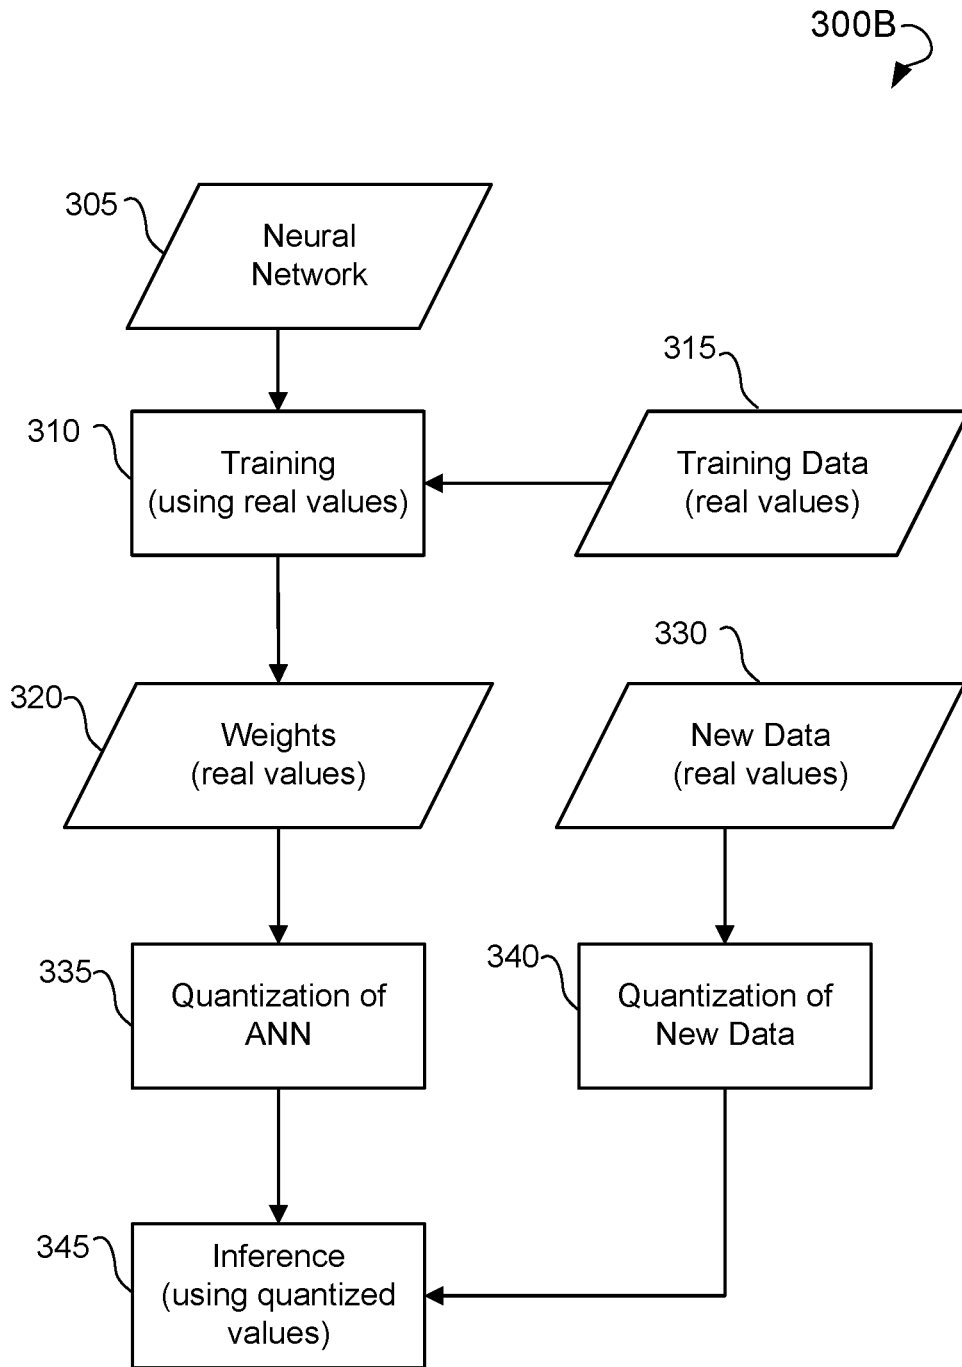 300B
305
Neural
Network
315
310
Training
(using real values)
Training Data
(real values)
330
320
Weights
(real values)
New Data
(real values)
335
Quantization of
ANN
340
Quantization of
New Data
345
Inference
(using quantized
values)